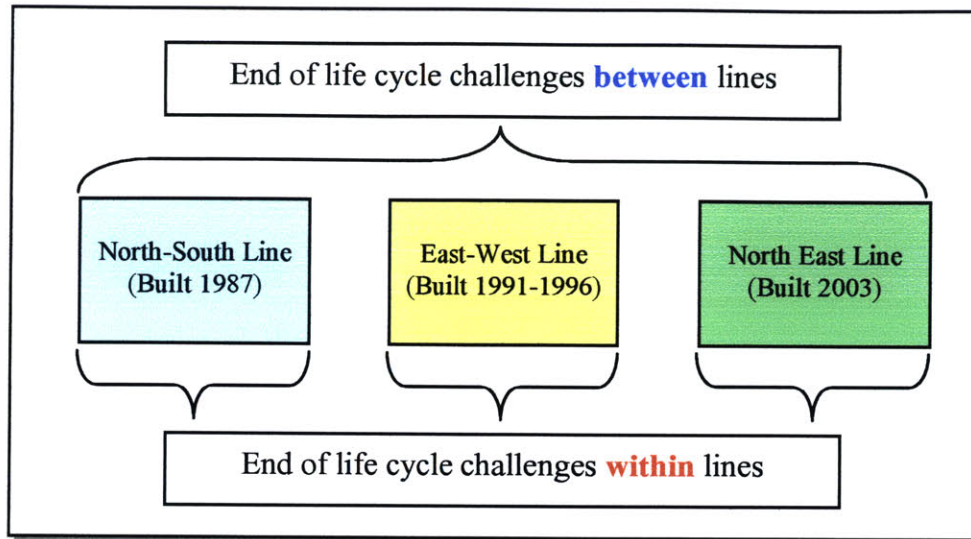 End of life cycle challenges between lines
North-South Line
(Built 1987)
East-West Line
(Built 1991-1996)
North East Line
(Built 2003)
End of life cycle challenges within lines